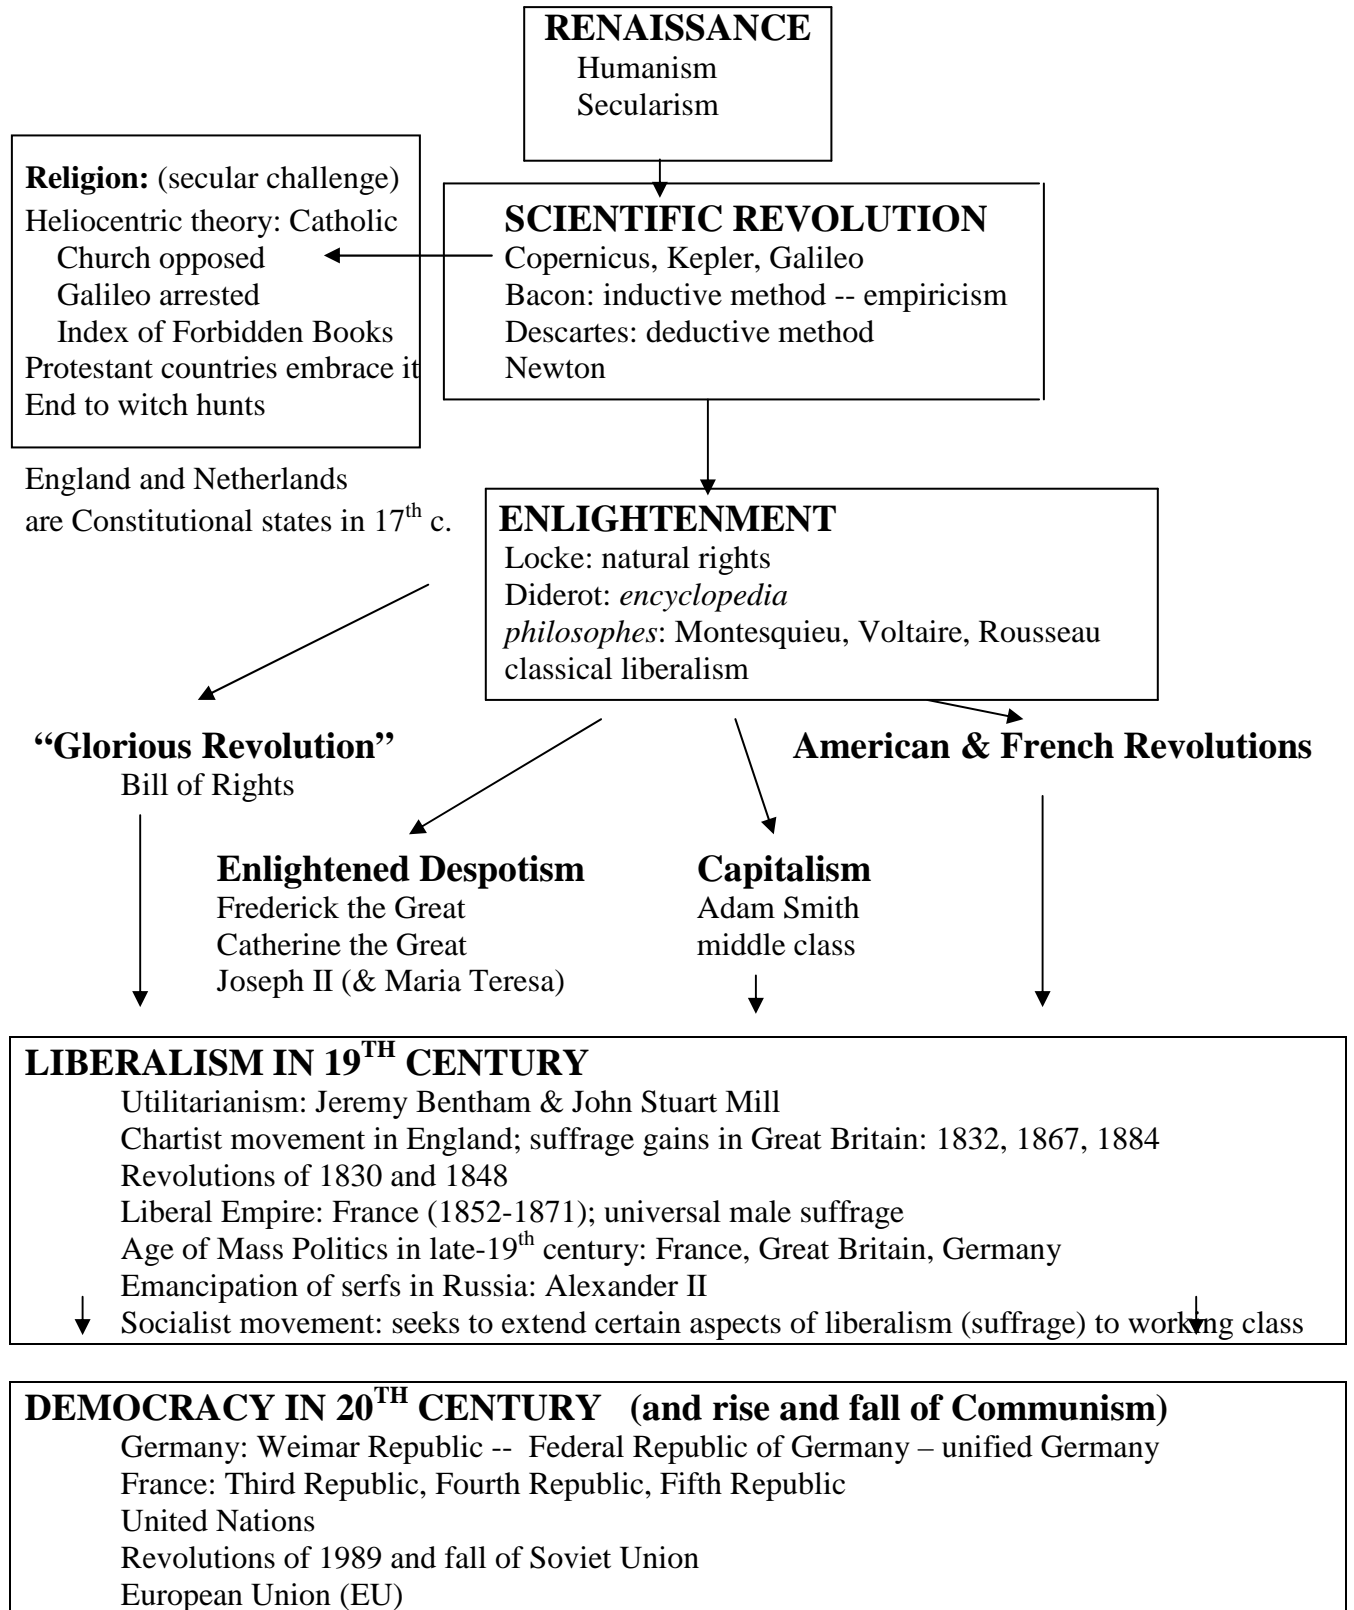 RENAISSANCE
Humanism
Secularism
Religion: (secular challenge)
Heliocentric theory: Catholic
Church opposed
Galileo arrested
Index of Forbidden Books
Protestant countries embrace it
End to witch hunts
SCIENTIFIC REVOLUTION
Copernicus, Kepler, Galileo
Bacon: inductive method -- empiricism
Descartes: deductive method
Newton
England and Netherlands
are Constitutional states in 17th c.
ENLIGHTENMENT
Locke: natural rights
Diderot: encyclopedia
philosophes: Montesquieu, Voltaire, Rousseau
classical liberalism
“Glorious Revolution”
Bill of Rights
American & French Revolutions
Enlightened Despotism
Frederick the Great
Catherine the Great
Joseph II (& Maria Teresa)
Capitalism
Adam Smith
middle class
LIBERALISM IN 19TH CENTURY
Utilitarianism: Jeremy Bentham & John Stuart Mill
Chartist movement in England; suffrage gains in Great Britain: 1832, 1867, 1884
Revolutions of 1830 and 1848
Liberal Empire: France (1852-1871); universal male suffrage
Age of Mass Politics in late-19th century: France, Great Britain, Germany
Emancipation of serfs in Russia: Alexander II
Socialist movement: seeks to extend certain aspects of liberalism (suffrage) to working class
DEMOCRACY IN 20TH CENTURY (and rise and fall of Communism)
Germany: Weimar Republic -- Federal Republic of Germany – unified Germany
France: Third Republic, Fourth Republic, Fifth Republic
United Nations
Revolutions of 1989 and fall of Soviet Union
European Union (EU)